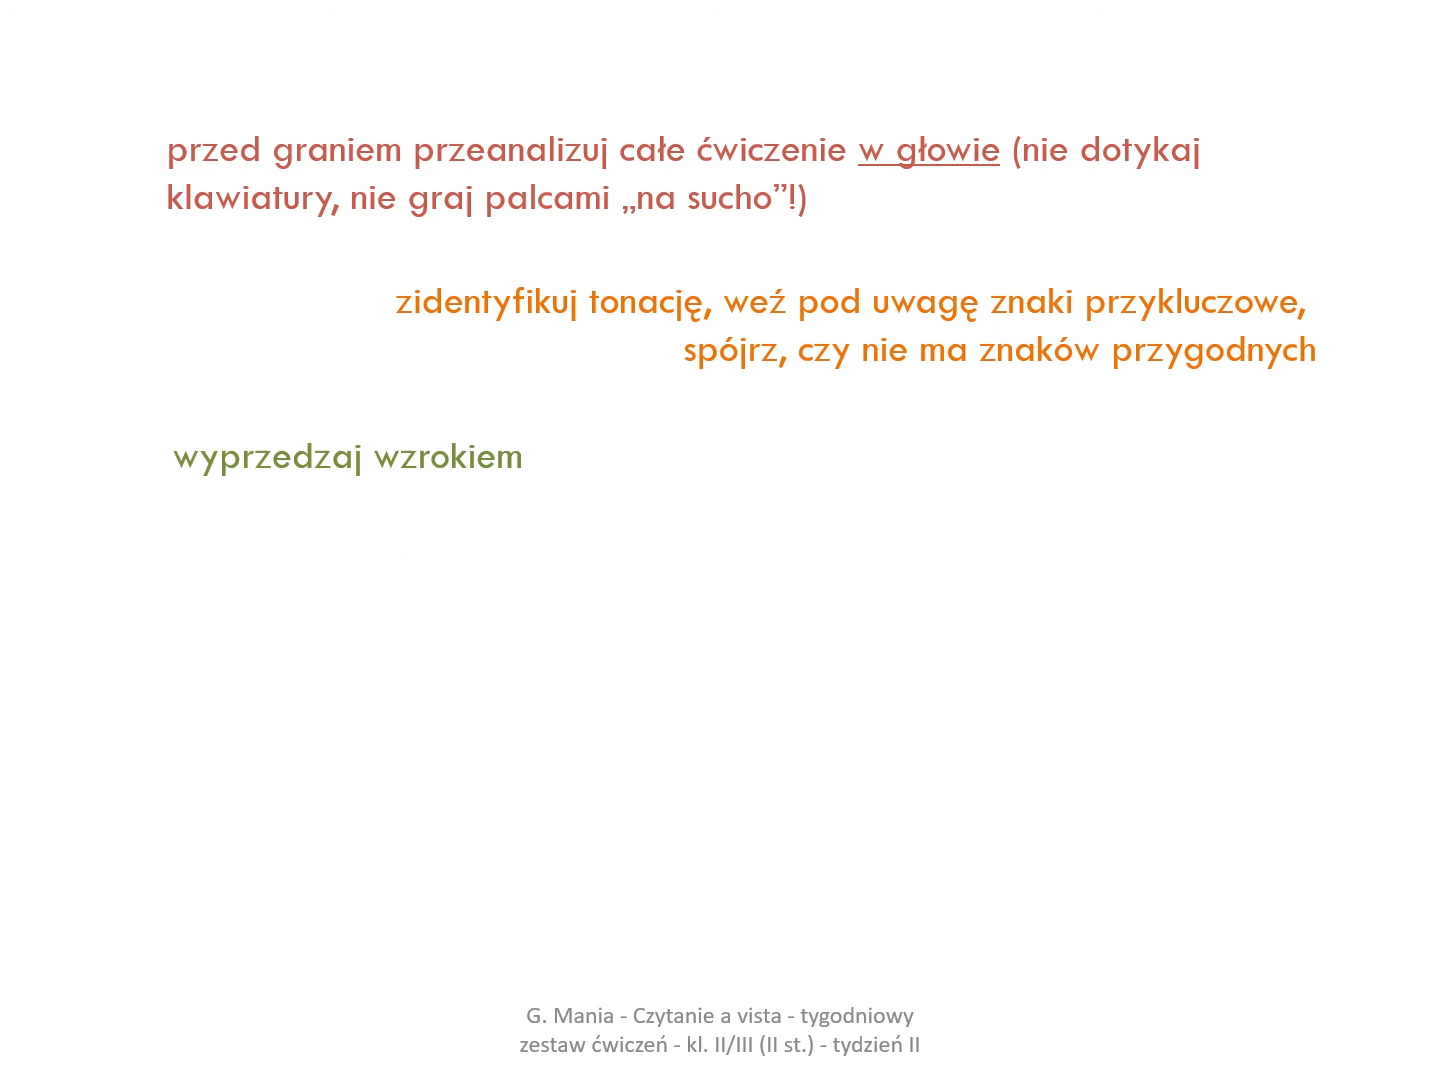 przed graniem przeanalizuj całe ćwiczenie w głowie (nie dotykaj
klawiatury, nie graj palcami „na sucho”!)
zidentyfikuj tonację, weź pod uwagę znaki przykluczowe,
spójrz, czy nie ma znaków przygodnych
wyprzedzaj wzrokiem
G. Mania - Czytanie a vista - tygodniowy
zestaw ćwiczeń - kl. II/III (II st.) - tydzień II